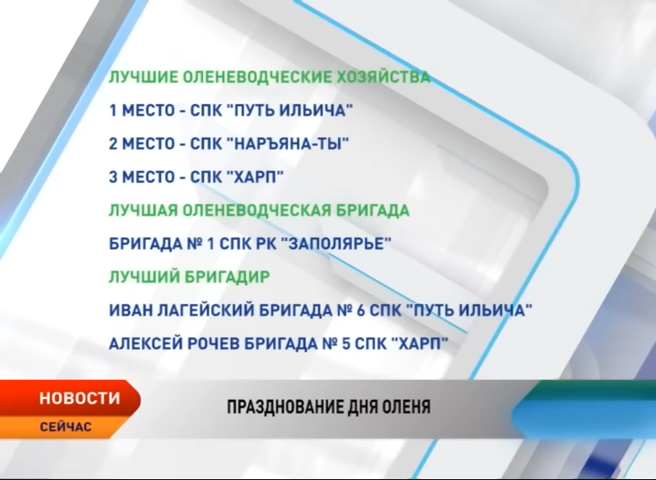 ЛУЧШИЕ ОЛЕНЕВОДЧЕСКИЕ ХОЗЯЙСТВА
1 МЕСТО - СПК "ПУТЬ ИЛЬИЧА"
2 МЕСТО - СПК "НАРЪЯНА-ТЫ"
3 МЕСТО - СПК "ХАРП"
ЛУЧШАЯ ОЛЕНЕВОДЧЕСКАЯ БРИГАДА
БРИГАДА № 1 СПК РК "ЗАПОЛЯРЬЕ"
ЛУЧШИЙ БРИГАДИР
ИВАН ЛАГЕЙСКИЙ БРИГАДА № 6 СПК "ПУТЬ ИЛЬИЧА"
АЛЕКСЕЙ РОЧЕВ БРИГАДА № 5 СПК "ХАРП"
НОВОСТИ
СЕЙЧАС
ПРАЗДНОВАНИЕ ДНЯ ОЛЕНЯ